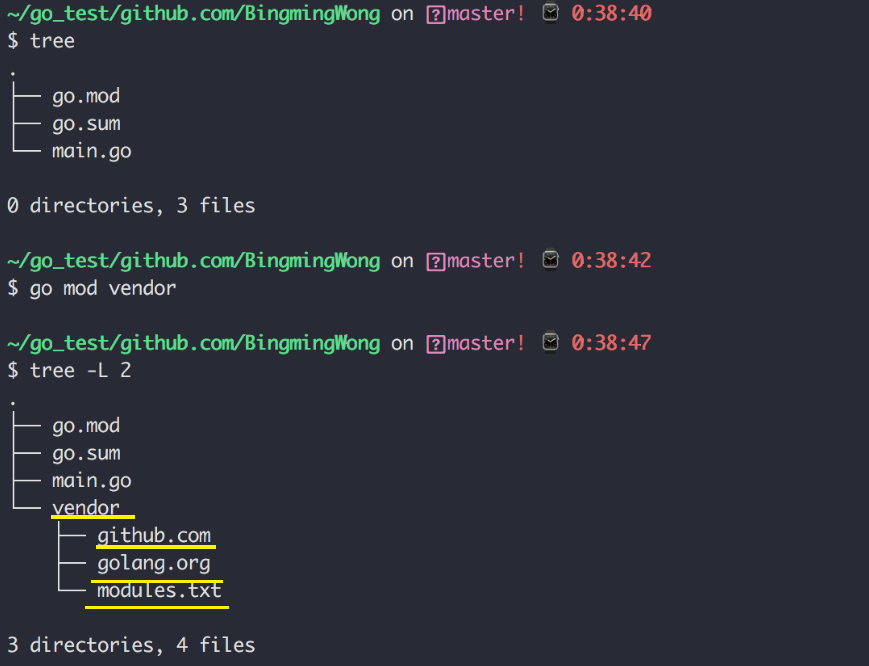 ~/go_test/github.com/BingmingWong on master! 0:38:40
$ tree
.
├── go.mod
├── go.sum
└── main.go
0 directories, 3 files
~/go_test/github.com/BingmingWong on master! 0:38:42
$ go mod vendor
~/go_test/github.com/BingmingWong on master! 0:38:47
$ tree -L 2
.
├── go.mod
├── go.sum
├── main.go
└── vendor
    ├── github.com
    ├── golang.org
    └── modules.txt
3 directories, 4 files